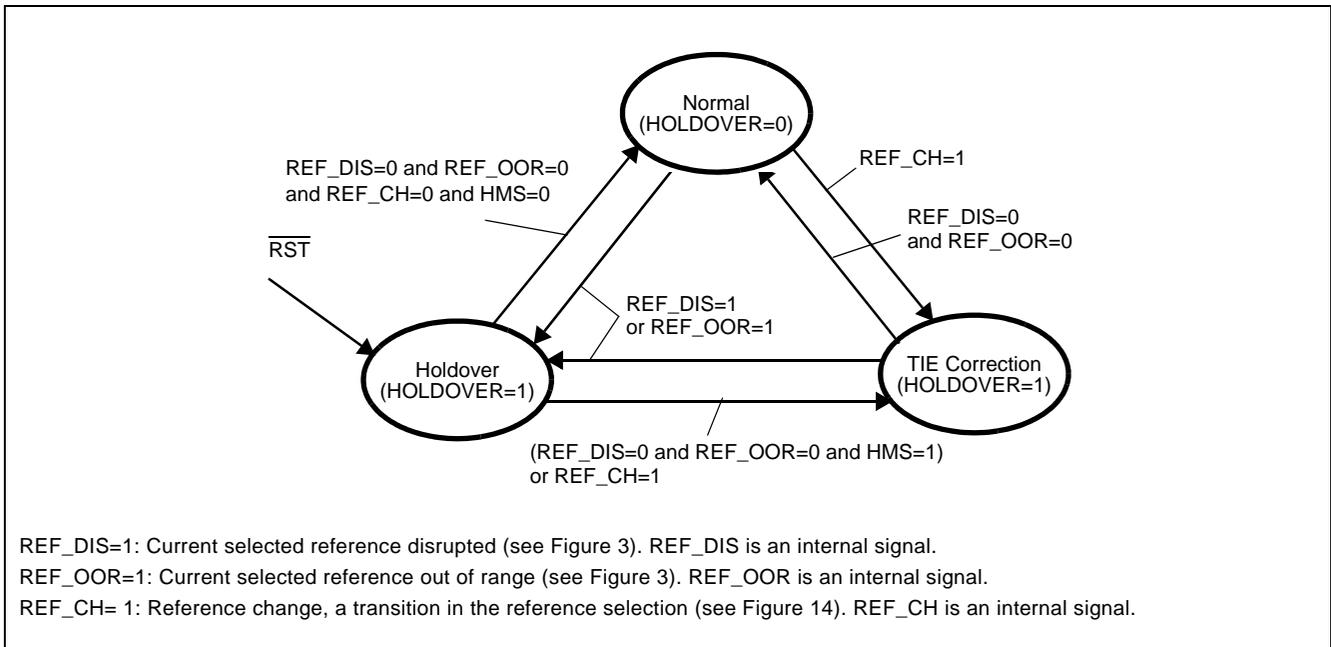 Normal
(HOLDOVER=0)
REF_DIS=0 and REF_OOR=0
and REF_CH=0 and HMS=0
REF_CH=1
REF_DIS=0
and REF_OOR=0
RST
REF_DIS=1
or REF_OOR=1
Holdover
(HOLDOVER=1)
TIE Correction
(HOLDOVER=1)
(REF_DIS=0 and REF_OOR=0 and HMS=1)
or REF_CH=1
REF_DIS=1: Current selected reference disrupted (see Figure 3). REF_DIS is an internal signal.
REF_OOR=1: Current selected reference out of range (see Figure 3). REF_OOR is an internal signal.
REF_CH= 1: Reference change, a transition in the reference selection (see Figure 14). REF_CH is an internal signal.